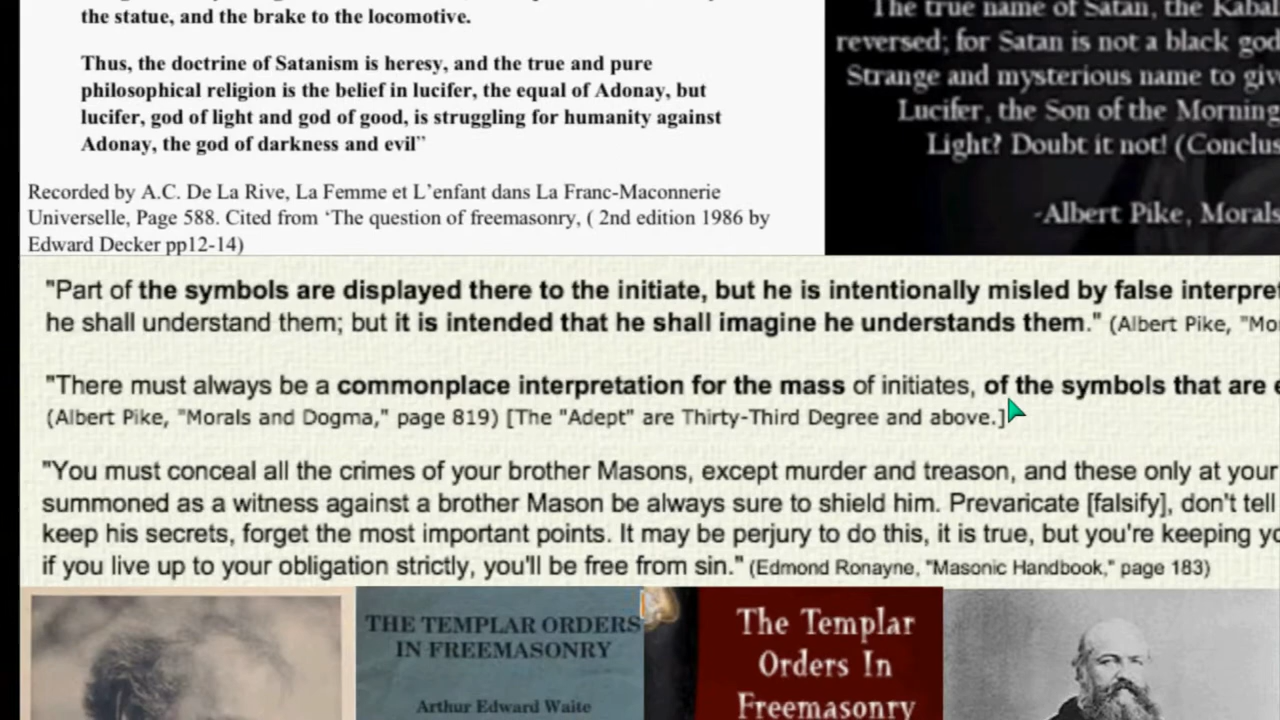 the statue, and the brake to the locomotive.
Thus, the doctrine of Satanism is heresy, and the true and pure
philosophical religion is the belief in lucifer, the equal of Adonay, but
lucifer, god of light and god of good, is struggling for humanity against
Adonay, the god of darkness and evil”
Recorded by A.C. De La Rive, La Femme et L’enfant dans La Franc-Maconnerie
Universelle, Page 588. Cited from ‘The question of freemasonry, ( 2nd edition 1986 by
Edward Decker pp12-14)
The true name of Satan, the Kabal
reversed; for Satan is not a black god
Strange and mysterious name to giv
Lucifer, the Son of the Morning
Light? Doubt it not! (Conclus
-Albert Pike, Morals
"Part of the symbols are displayed there to the initiate, but he is intentionally misled by false interpret
he shall understand them; but it is intended that he shall imagine he understands them." (Albert Pike, "Mo
"There must always be a commonplace interpretation for the mass of initiates, of the symbols that are e
(Albert Pike, "Morals and Dogma," page 819) [The "Adept" are Thirty-Third Degree and above.]
"You must conceal all the crimes of your brother Masons, except murder and treason, and these only at your
summoned as a witness against a brother Mason be always sure to shield him. Prevaricate [falsify], don't tell
keep his secrets, forget the most important points. It may be perjury to do this, it is true, but you're keeping yo
if you live up to your obligation strictly, you'll be free from sin." (Edmond Ronayne, "Masonic Handbook," page 183)
THE TEMPLAR ORDERS
IN FREEMASONRY
Arthur Edward Waite
The Templar
Orders In
Freemasonry